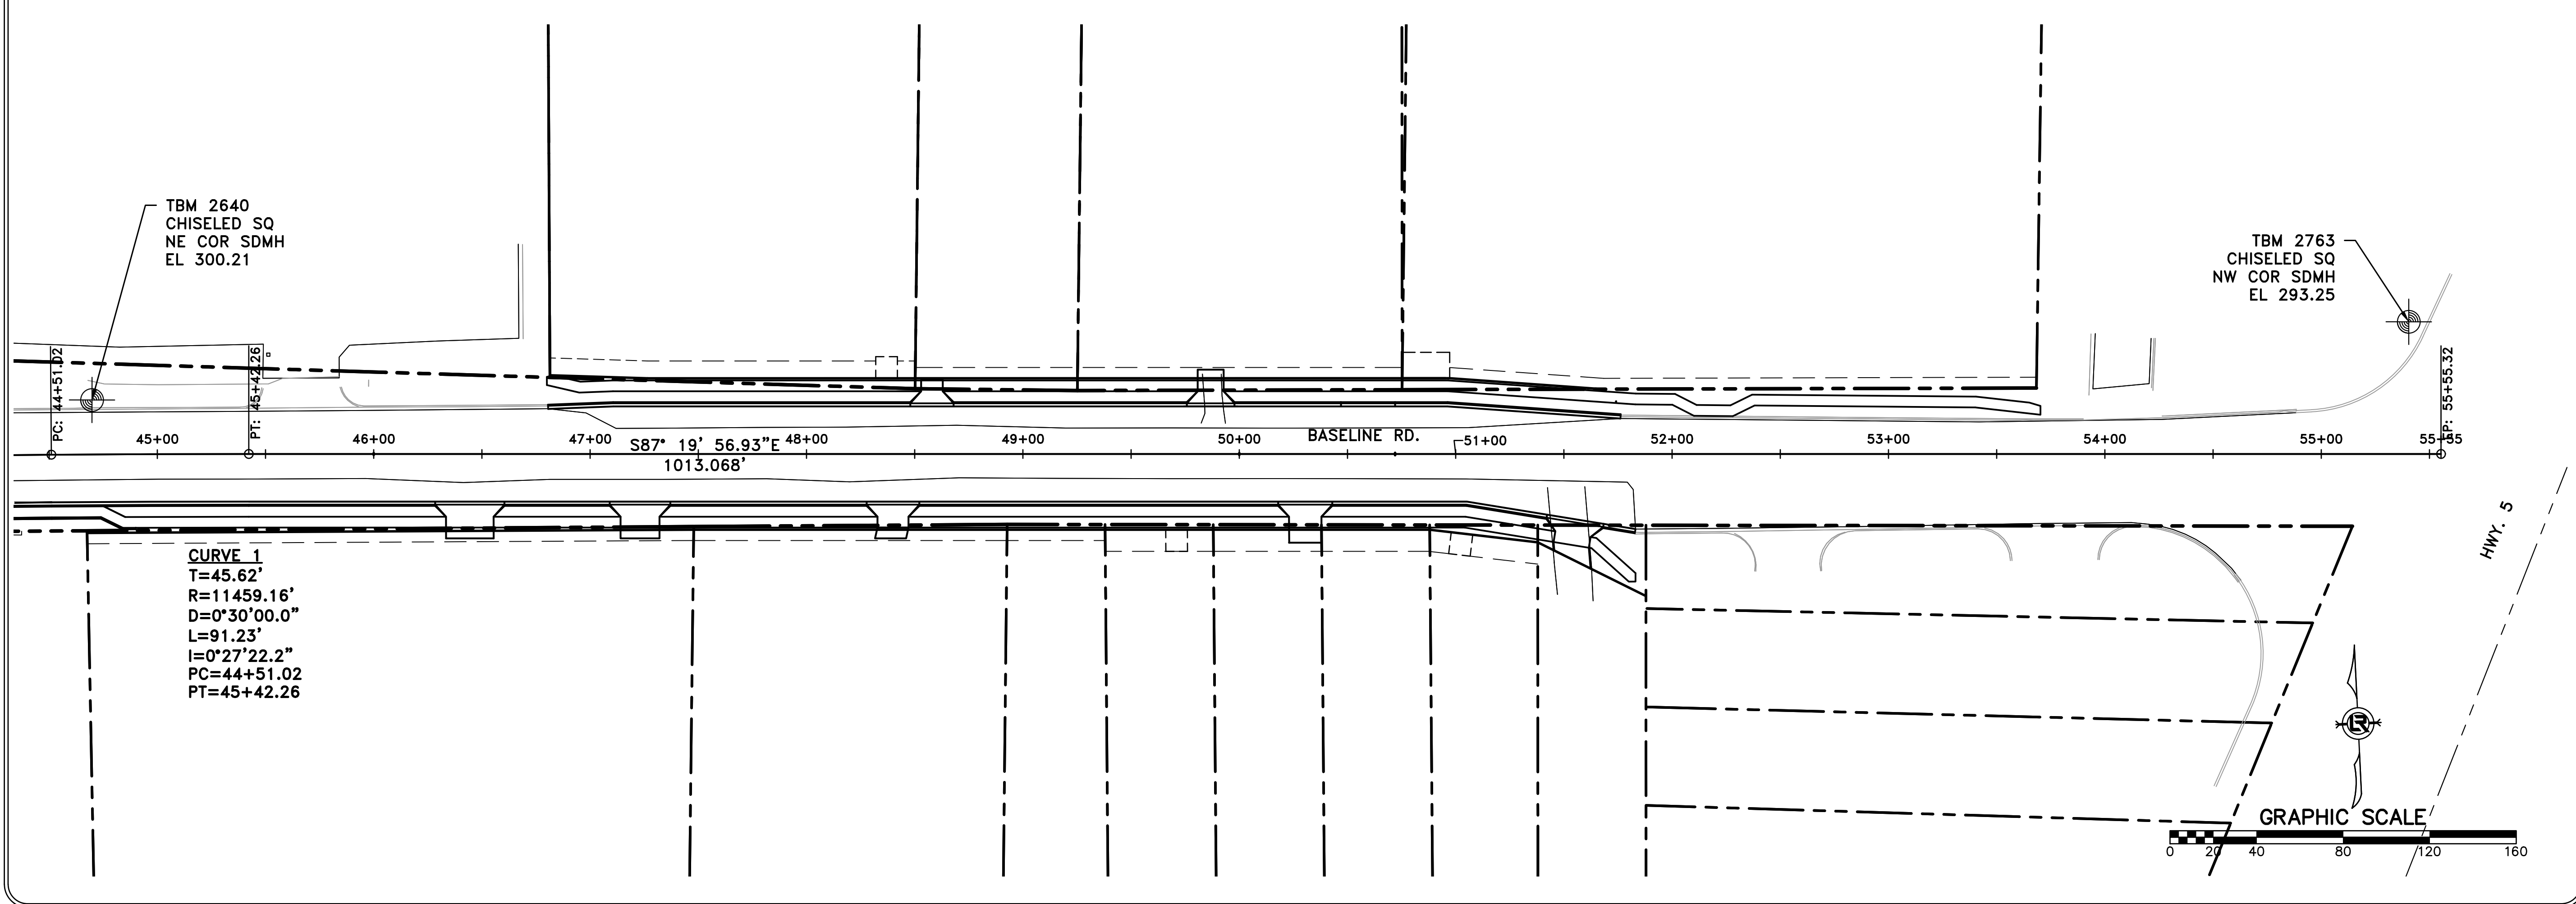 TBM 2640
CHISELED SQ
NE COR SDMH
EL 300.21
TBM 2763
CHISELED SQ
NW COR SDMH
EL 293.25
PC: 44+51.02
PT: 45+42.26
EP: 55+55.32
45+00
46+00
47+00
48+00
49+00
50+00
51+00
52+00
53+00
54+00
55+00
55+55
S87° 19' 56.93"E
1013.068'
BASELINE RD.
HWY. 5
CURVE 1
T=45.62'
R=11459.16'
D=0°30'00.0"
L=91.23'
I=0°27'22.2"
PC=44+51.02
PT=45+42.26
LR
GRAPHIC SCALE
0 20 40 80 120 160